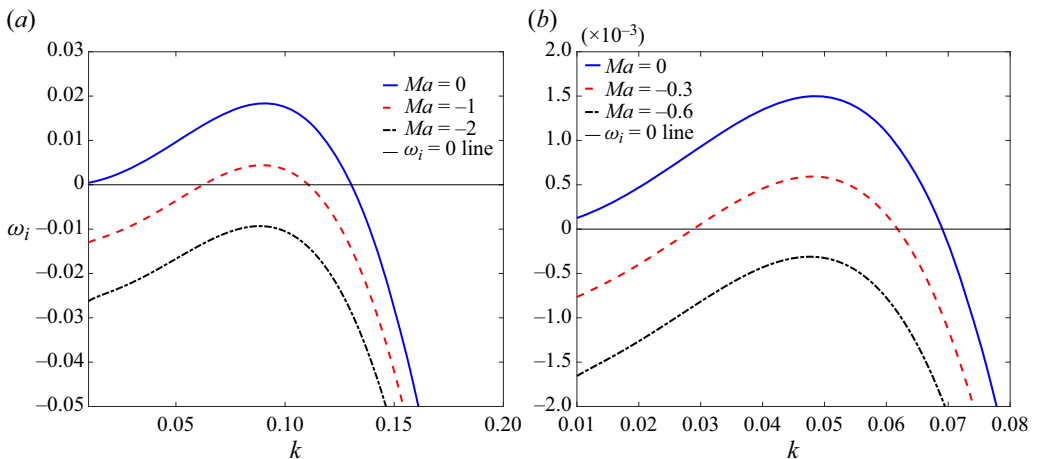 (a)
0.03
0.02
0.01
0
–0.01
–0.02
–0.03
–0.04
–0.05
ω_i
0.05
0.10
0.15
0.20
k
Ma = 0
Ma = –1
Ma = –2
ω_i = 0 line
(b)
(×10⁻³)
2.0
1.5
1.0
0.5
0
–0.5
–1.0
–1.5
–2.0
0.01
0.02
0.03
0.04
0.05
0.06
0.07
0.08
k
Ma = 0
Ma = –0.3
Ma = –0.6
ω_i = 0 line